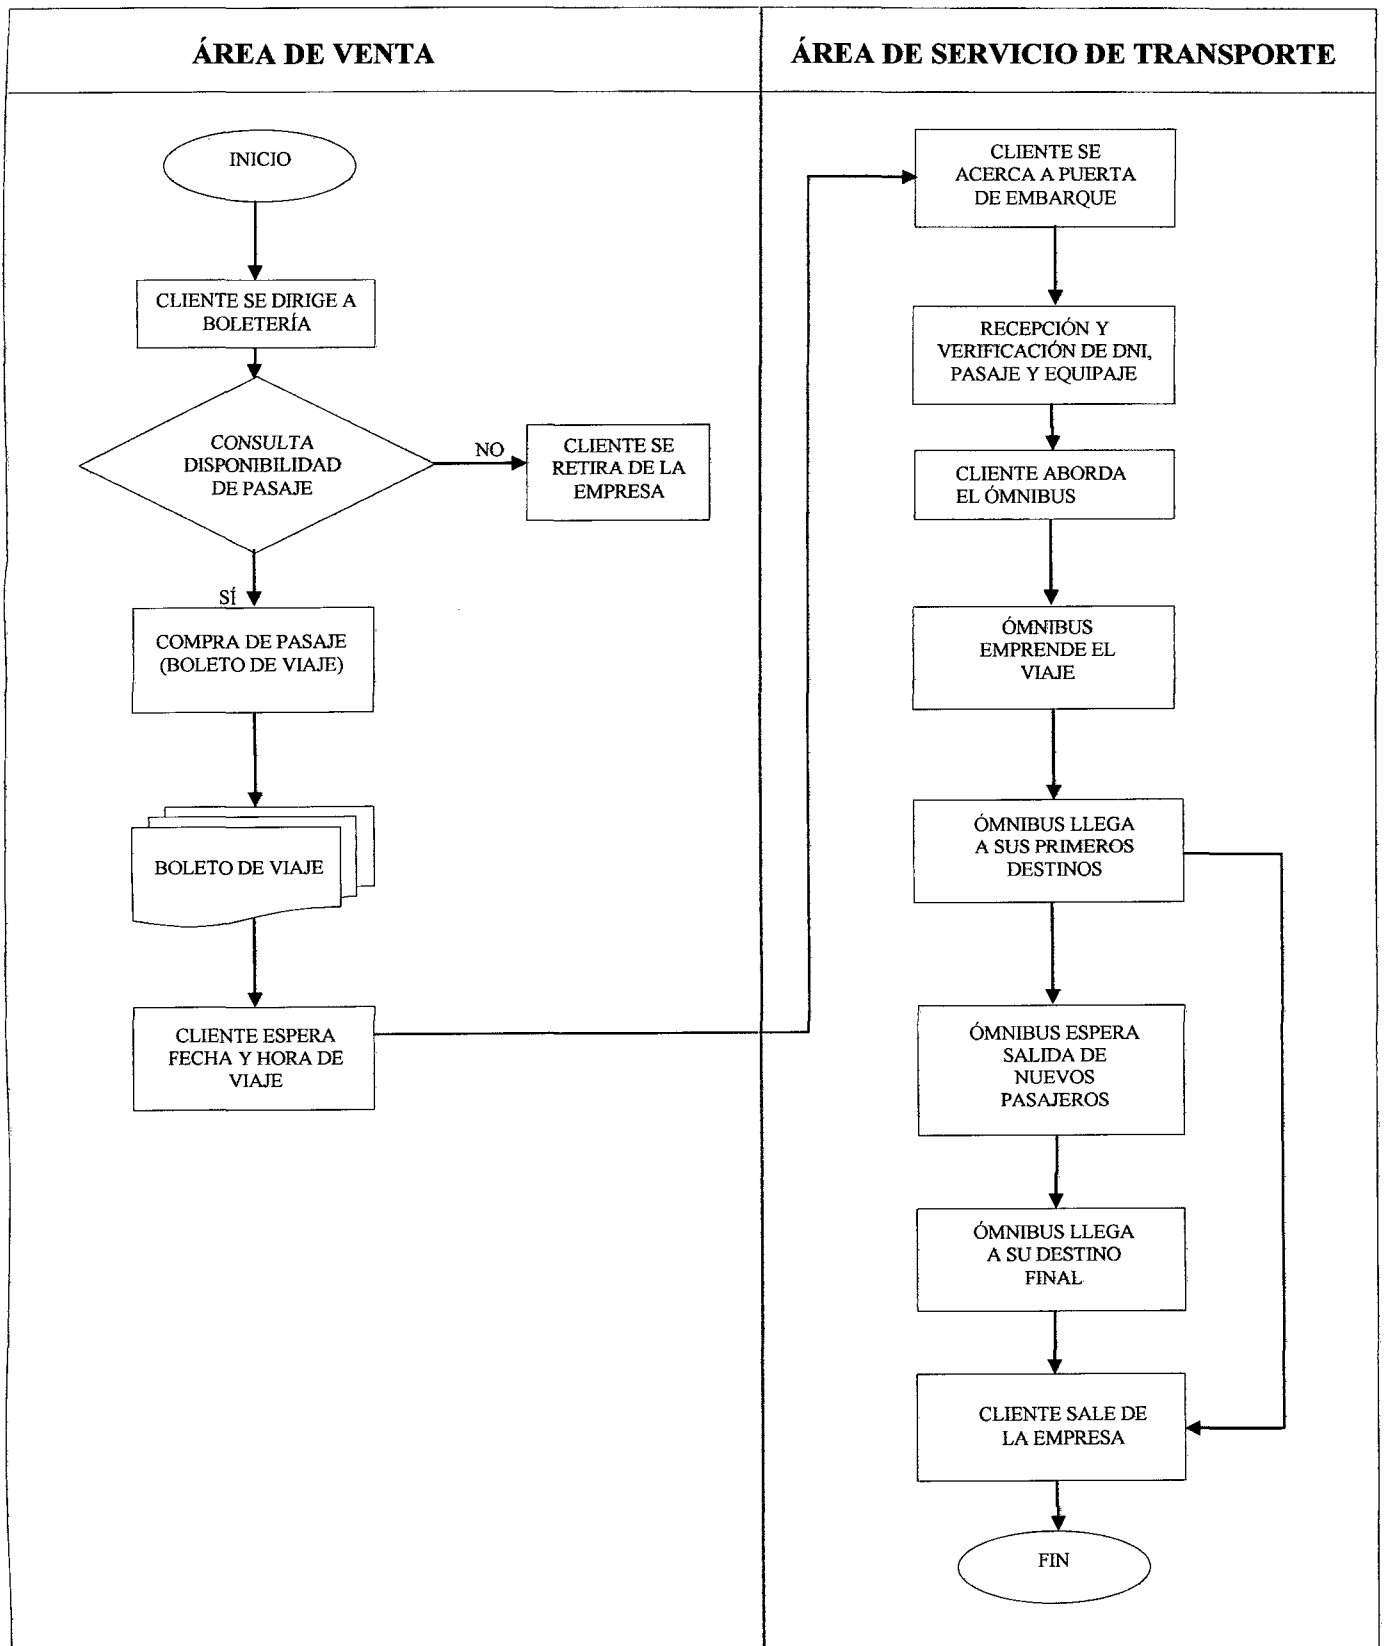 ÁREA DE VENTA
ÁREA DE SERVICIO DE TRANSPORTE
INICIO
CLIENTE SE DIRIGE A
BOLETERÍA
CONSULTA
DISPONIBILIDAD
DE PASAJE
NO
CLIENTE SE
RETIRA DE LA
EMPRESA
SÍ
COMPRA DE PASAJE
(BOLETO DE VIAJE)
BOLETO DE VIAJE
CLIENTE ESPERA
FECHA Y HORA DE
VIAJE
CLIENTE SE
ACERCA A PUERTA
DE EMBARQUE
RECEPCIÓN Y
VERIFICACIÓN DE DNI,
PASAJE Y EQUIPAJE
CLIENTE ABORDA
EL ÓMNIBUS
ÓMNIBUS
EMPRENDE EL
VIAJE
ÓMNIBUS LLEGA
A SUS PRIMEROS
DESTINOS
ÓMNIBUS ESPERA
SALIDA DE
NUEVOS
PASAJEROS
ÓMNIBUS LLEGA
A SU DESTINO
FINAL
CLIENTE SALE DE
LA EMPRESA
FIN